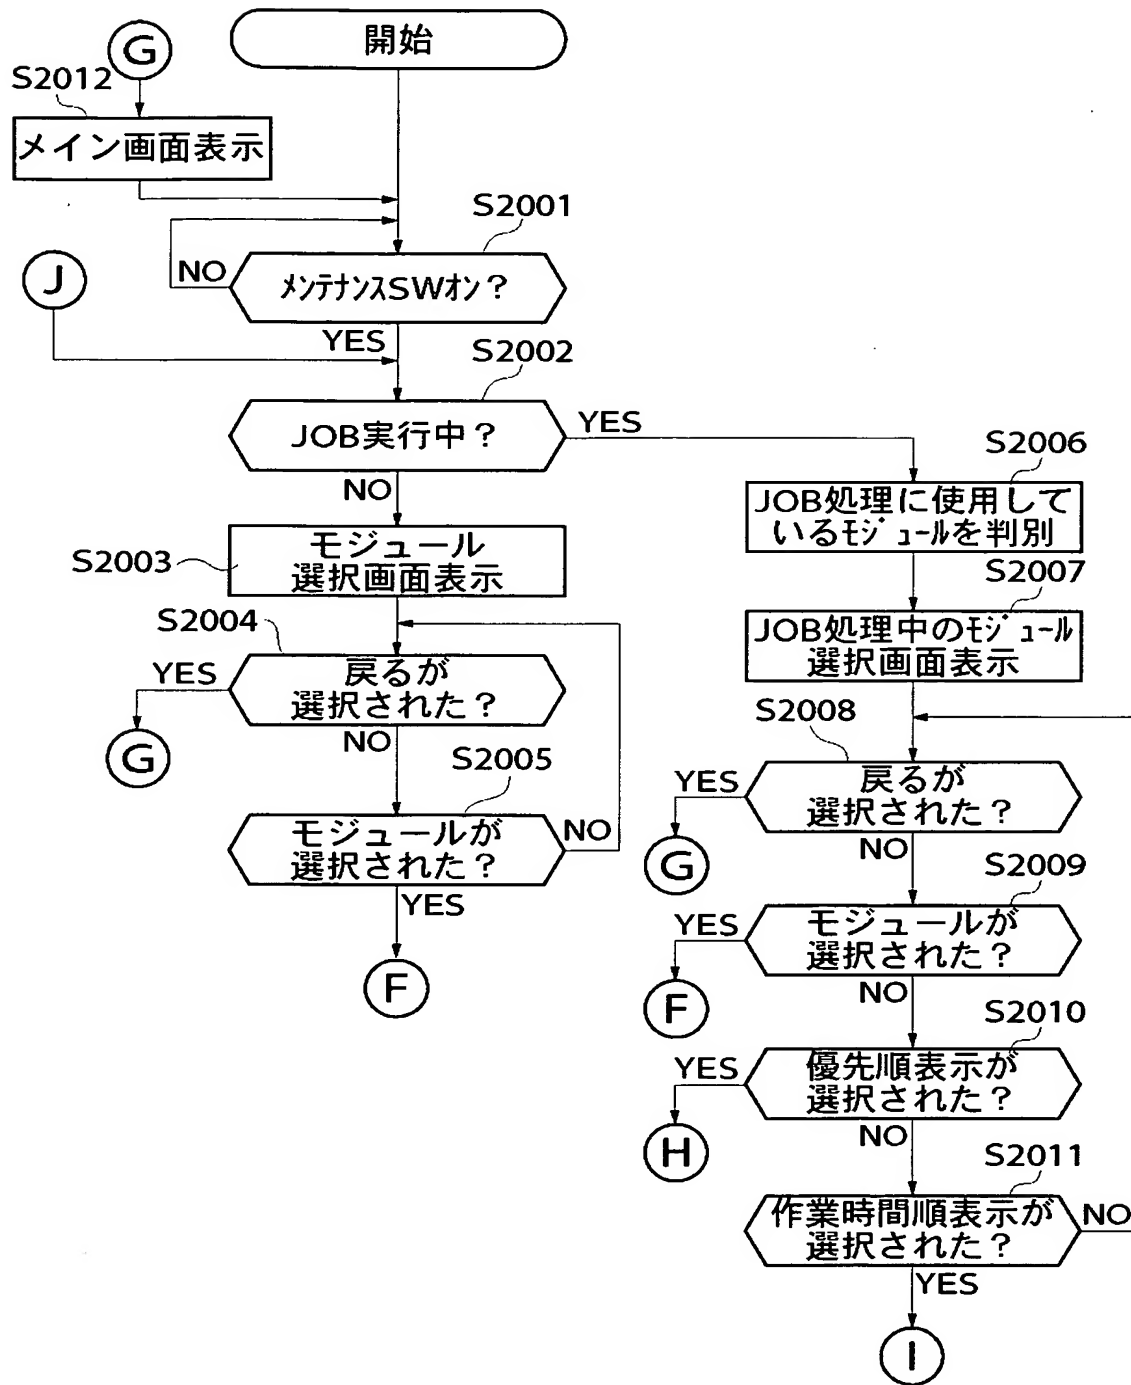 G
開始
S2012
メイン画面表示
S2001
J
NO
メンテナンスSWオン？
YES
S2002
JOB実行中？
YES
NO
S2006
JOB処理に使用して
いるモジュールを判別
S2003
モジュール
選択画面表示
S2007
JOB処理中のモジュール
選択画面表示
S2004
YES
戻るが
選択された？
G
NO
S2005
モジュールが
選択された？
NO
YES
F
S2008
YES
戻るが
選択された？
G
NO
S2009
YES
モジュールが
選択された？
F
NO
S2010
YES
優先順表示が
選択された？
H
NO
S2011
作業時間順表示が
選択された？
NO
YES
I